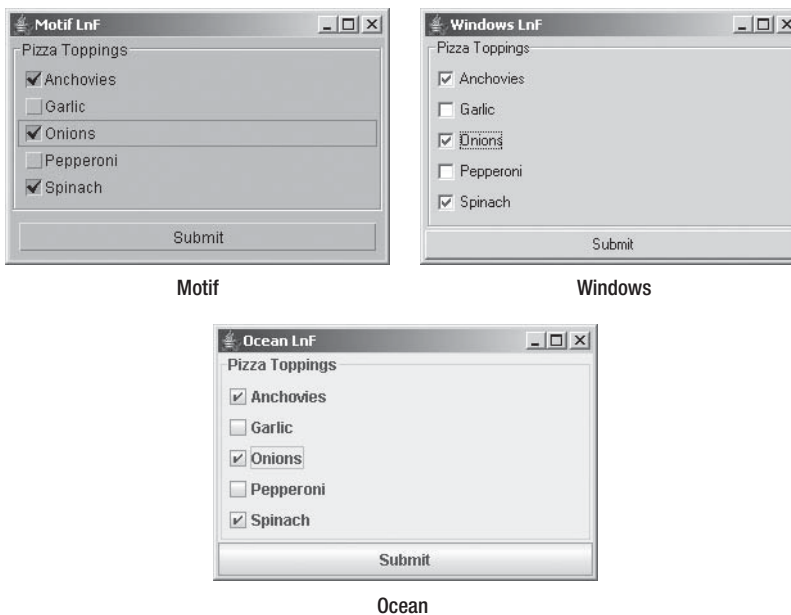 Motif LnF
Pizza Toppings
Anchovies
Garlic
Onions
Pepperoni
Spinach
Submit
Motif
Windows LnF
Pizza Toppings
Anchovies
Garlic
Onions
Pepperoni
Spinach
Submit
Windows
Ocean LnF
Pizza Toppings
Anchovies
Garlic
Onions
Pepperoni
Spinach
Submit
Ocean